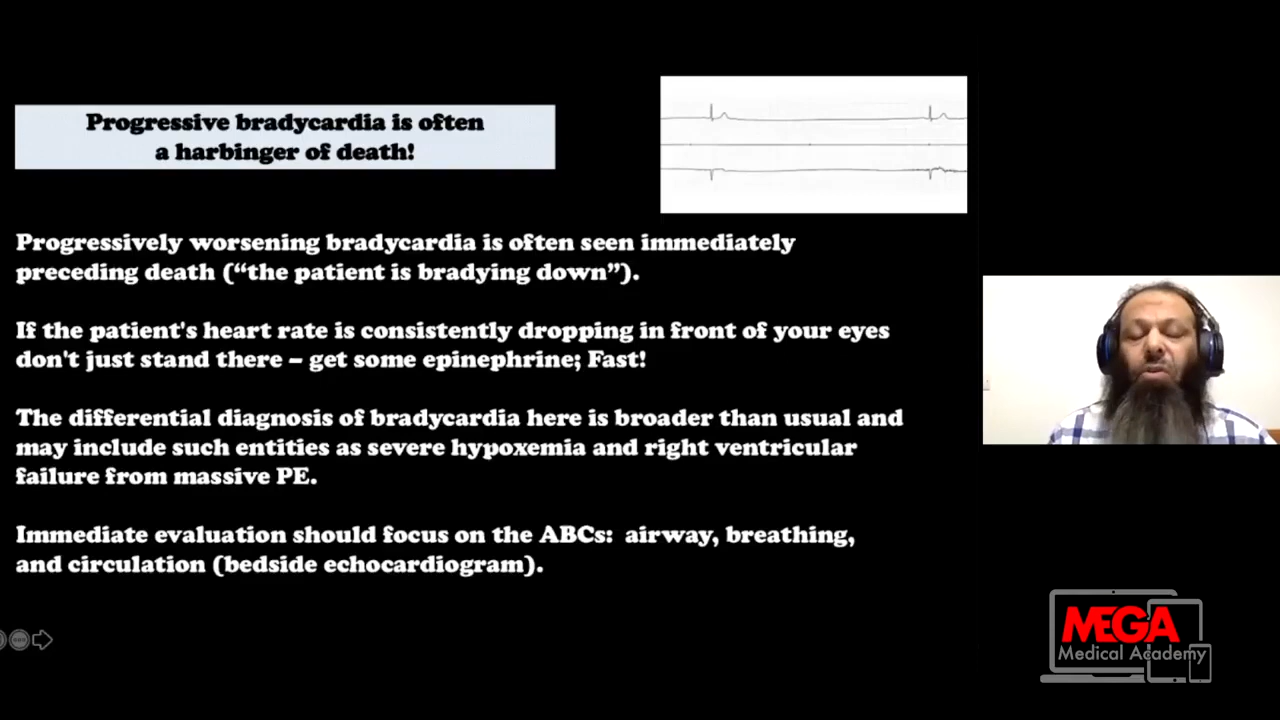 Progressive bradycardia is often
a harbinger of death!
Progressively worsening bradycardia is often seen immediately
preceding death (“the patient is bradying down”).
If the patient's heart rate is consistently dropping in front of your eyes
don't just stand there – get some epinephrine; Fast!
The differential diagnosis of bradycardia here is broader than usual and
may include such entities as severe hypoxemia and right ventricular
failure from massive PE.
Immediate evaluation should focus on the ABCs:  airway, breathing,
and circulation (bedside echocardiogram).
MEGA
Medical Academy